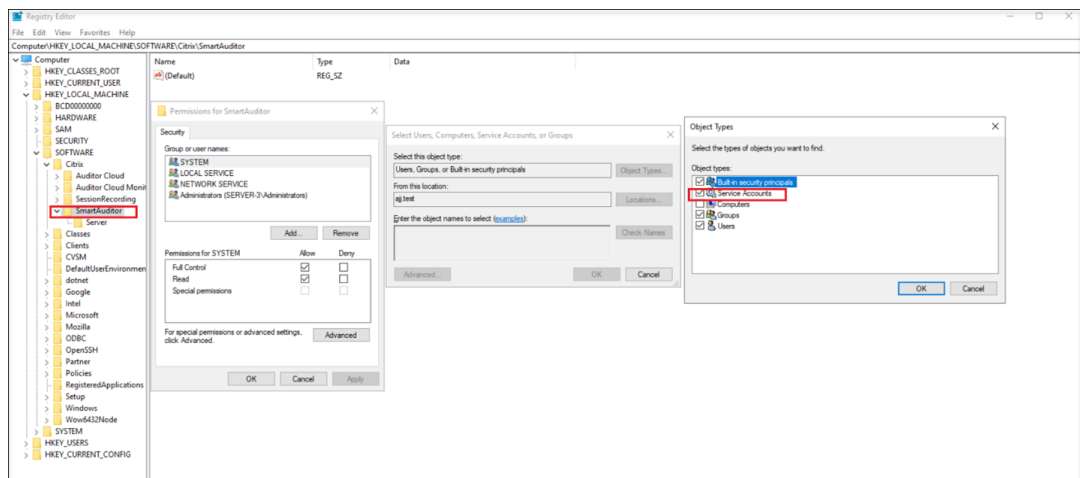 Registry Editor
File Edit View Favorites Help
Computer\HKEY_LOCAL_MACHINE\SOFTWARE\Citrix\SmartAuditor
Computer
HKEY_CLASSES_ROOT
HKEY_CURRENT_USER
HKEY_LOCAL_MACHINE
BCD00000000
HARDWARE
SAM
SECURITY
SOFTWARE
Citrix
Auditor Cloud
Auditor Cloud Monit
SessionRecording
SmartAuditor
Server
Classes
Clients
CVSM
DefaultUserEnvironmen
dotnet
Google
Intel
Microsoft
Mozilla
ODBC
OpenSSH
Partner
Policies
RegisteredApplications
Setup
Windows
Wow6432Node
SYSTEM
HKEY_USERS
HKEY_CURRENT_CONFIG
Name Type Data
ab (Default) REG_SZ
Permissions for SmartAuditor
Security
Group or user names:
SYSTEM
LOCAL SERVICE
NETWORK SERVICE
Administrators (SERVER-3\Administrators)
Add... Remove
Permissions for SYSTEM Allow Deny
Full Control
Read
Special permissions
For special permissions or advanced settings, click Advanced.
Advanced
OK Cancel Apply
Select Users, Computers, Service Accounts, or Groups
Select this object type:
Users, Groups, or Built-in security principals Object Types...
From this location:
ajj.test Locations...
Enter the object names to select (examples):
Check Names
Advanced... OK Cancel
Object Types
Select the types of objects you want to find.
Object types:
Built-in security principals
Service Accounts
Computers
Groups
Users
OK Cancel